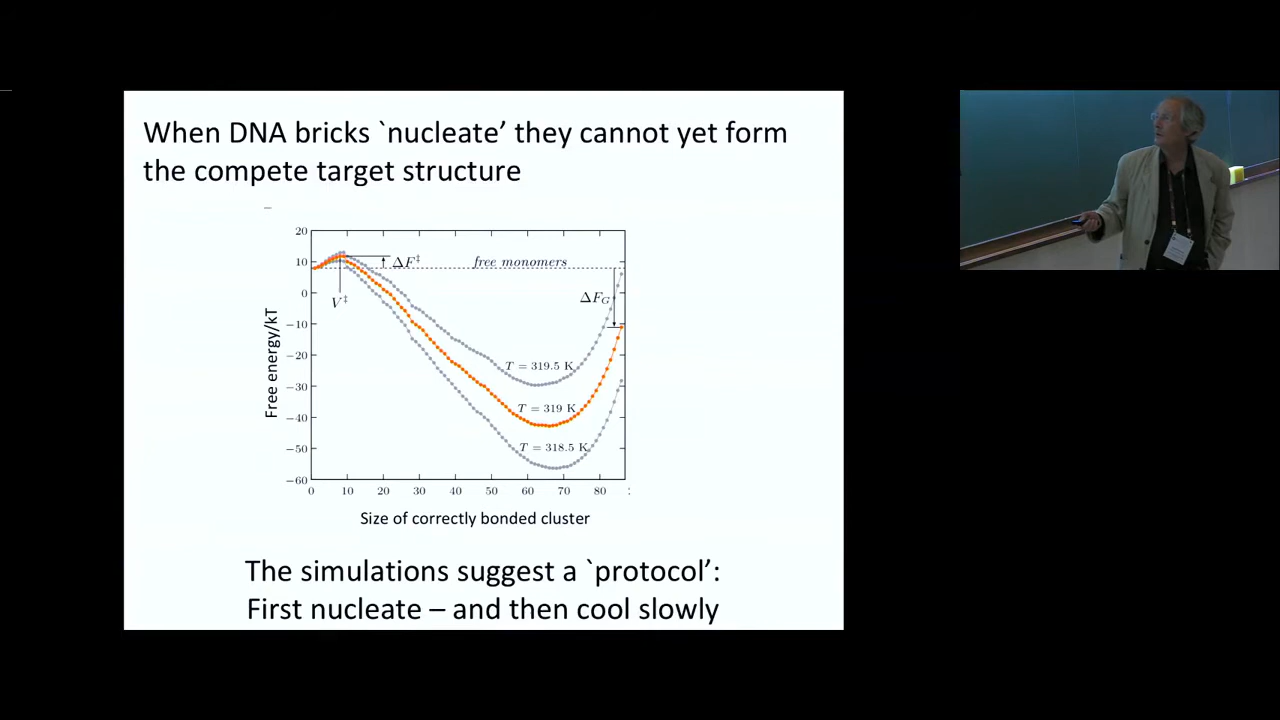 When DNA bricks `nucleate’ they cannot yet form
the compete target structure
20
10
0
−10
−20
−30
−40
−50
−60
Free energy/kT
ΔF‡
free monomers
V‡
ΔF_G
T = 319.5 K
T = 319 K
T = 318.5 K
0 10 20 30 40 50 60 70 80
Size of correctly bonded cluster
The simulations suggest a `protocol’:
First nucleate – and then cool slowly